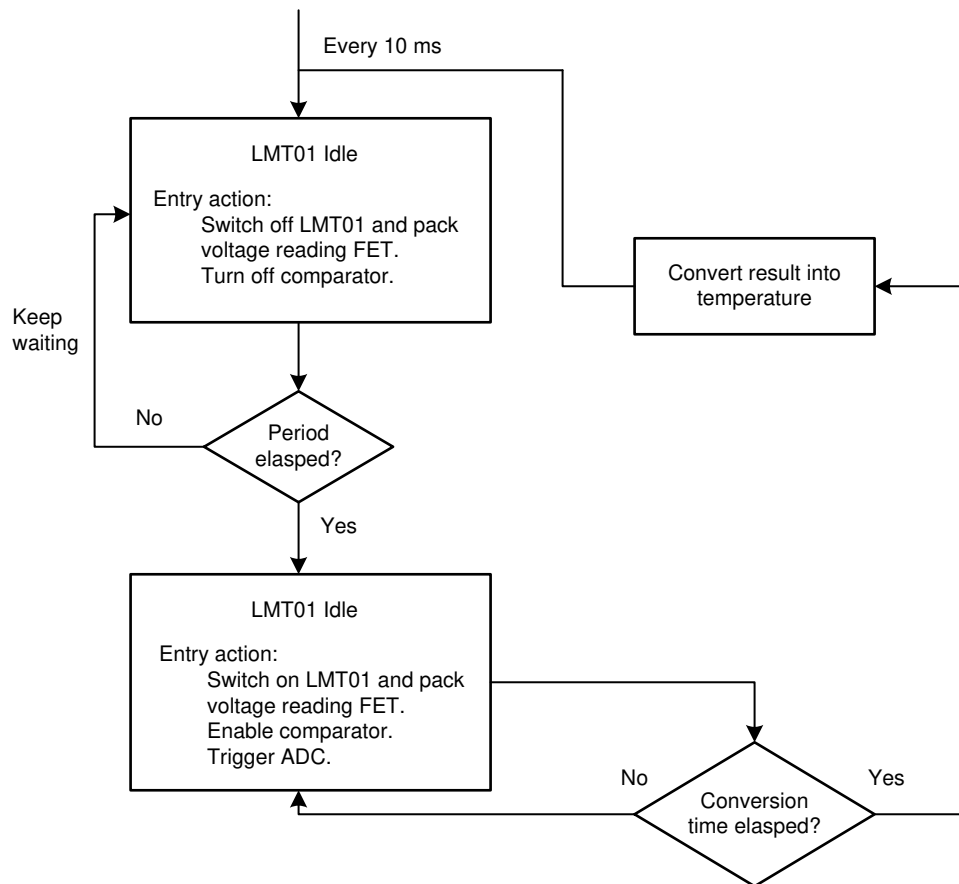 Every 10 ms
LMT01 Idle
Entry action:
Switch off LMT01 and pack
voltage reading FET.
Turn off comparator.
Convert result into
temperature
Keep
waiting
No
Period
elasped?
Yes
LMT01 Idle
Entry action:
Switch on LMT01 and pack
voltage reading FET.
Enable comparator.
Trigger ADC.
No
Yes
Conversion
time elasped?